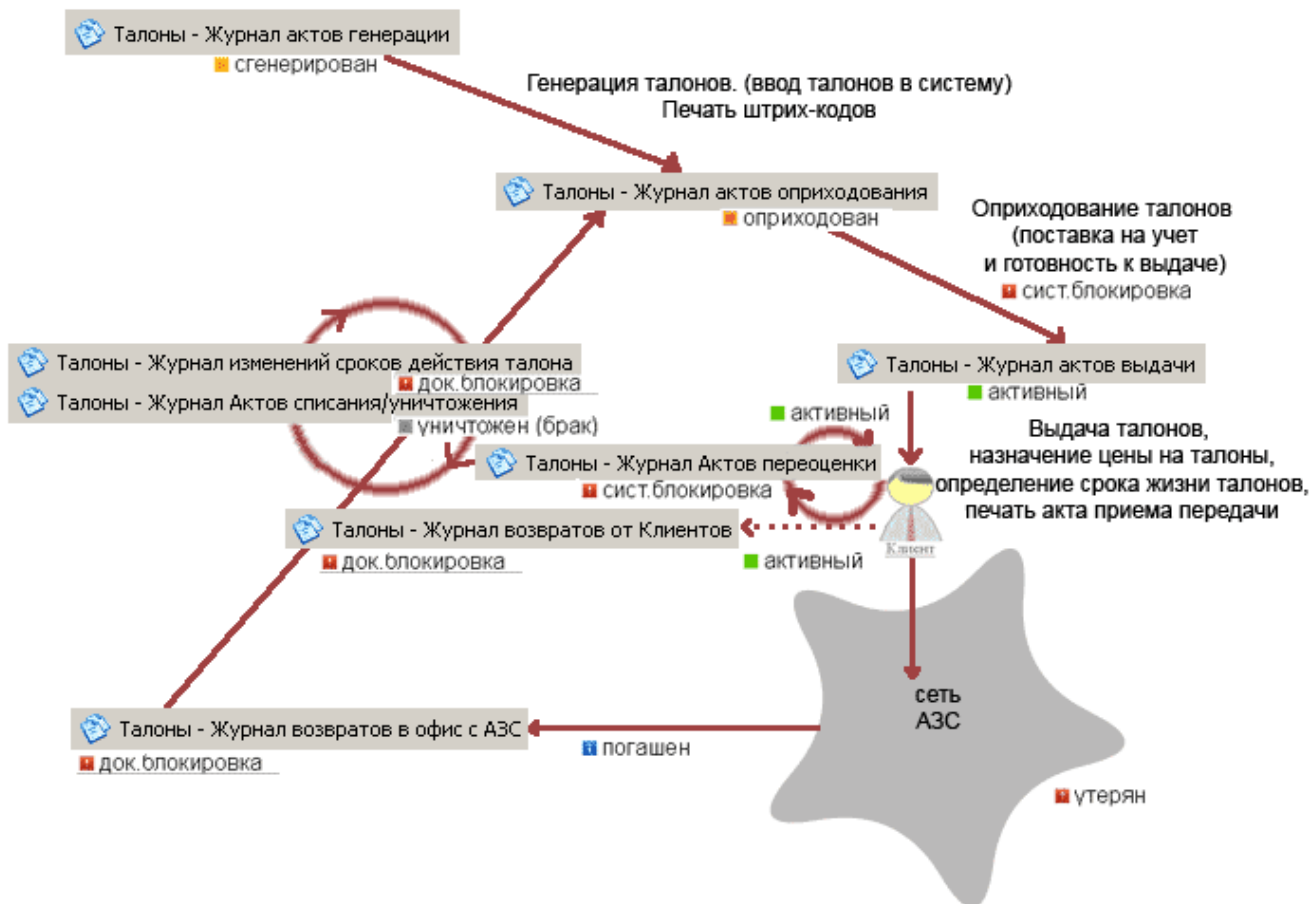 Талоны - Журнал актов генерации
сгенерирован
Генерация талонов. (ввод талонов в систему)
Печать штрих-кодов
Талоны - Журнал актов оприходования
оприходован
Оприходование талонов
(поставка на учет
и готовность к выдаче)
сист.блокировка
Талоны - Журнал изменений сроков действия талона
док.блокировка
Талоны - Журнал Актов списания/уничтожения
уничтожен (брак)
Талоны - Журнал актов выдачи
активный
активный
Выдача талонов,
назначение цены на талоны,
определение срока жизни талонов,
печать акта приема передачи
Талоны - Журнал Актов переоценки
сист.блокировка
Клиент
Талоны - Журнал возвратов от Клиентов
док.блокировка
активный
сеть
АЗС
Талоны - Журнал возвратов в офис с АЗС
док.блокировка
погашен
утерян